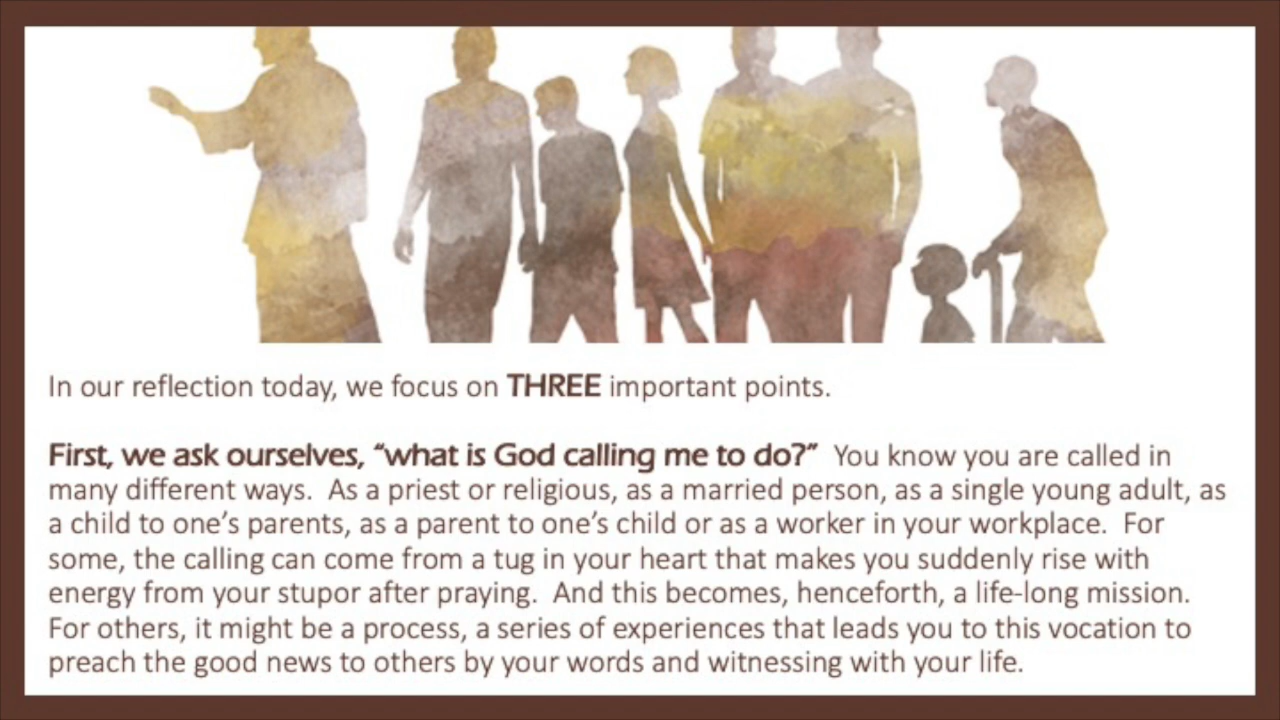 In our reflection today, we focus on THREE important points.
First, we ask ourselves, “what is God calling me to do?”  You know you are called in
many different ways.  As a priest or religious, as a married person, as a single young adult, as
a child to one’s parents, as a parent to one’s child or as a worker in your workplace.  For
some, the calling can come from a tug in your heart that makes you suddenly rise with
energy from your stupor after praying.  And this becomes, henceforth, a life-long mission.
For others, it might be a process, a series of experiences that leads you to this vocation to
preach the good news to others by your words and witnessing with your life.